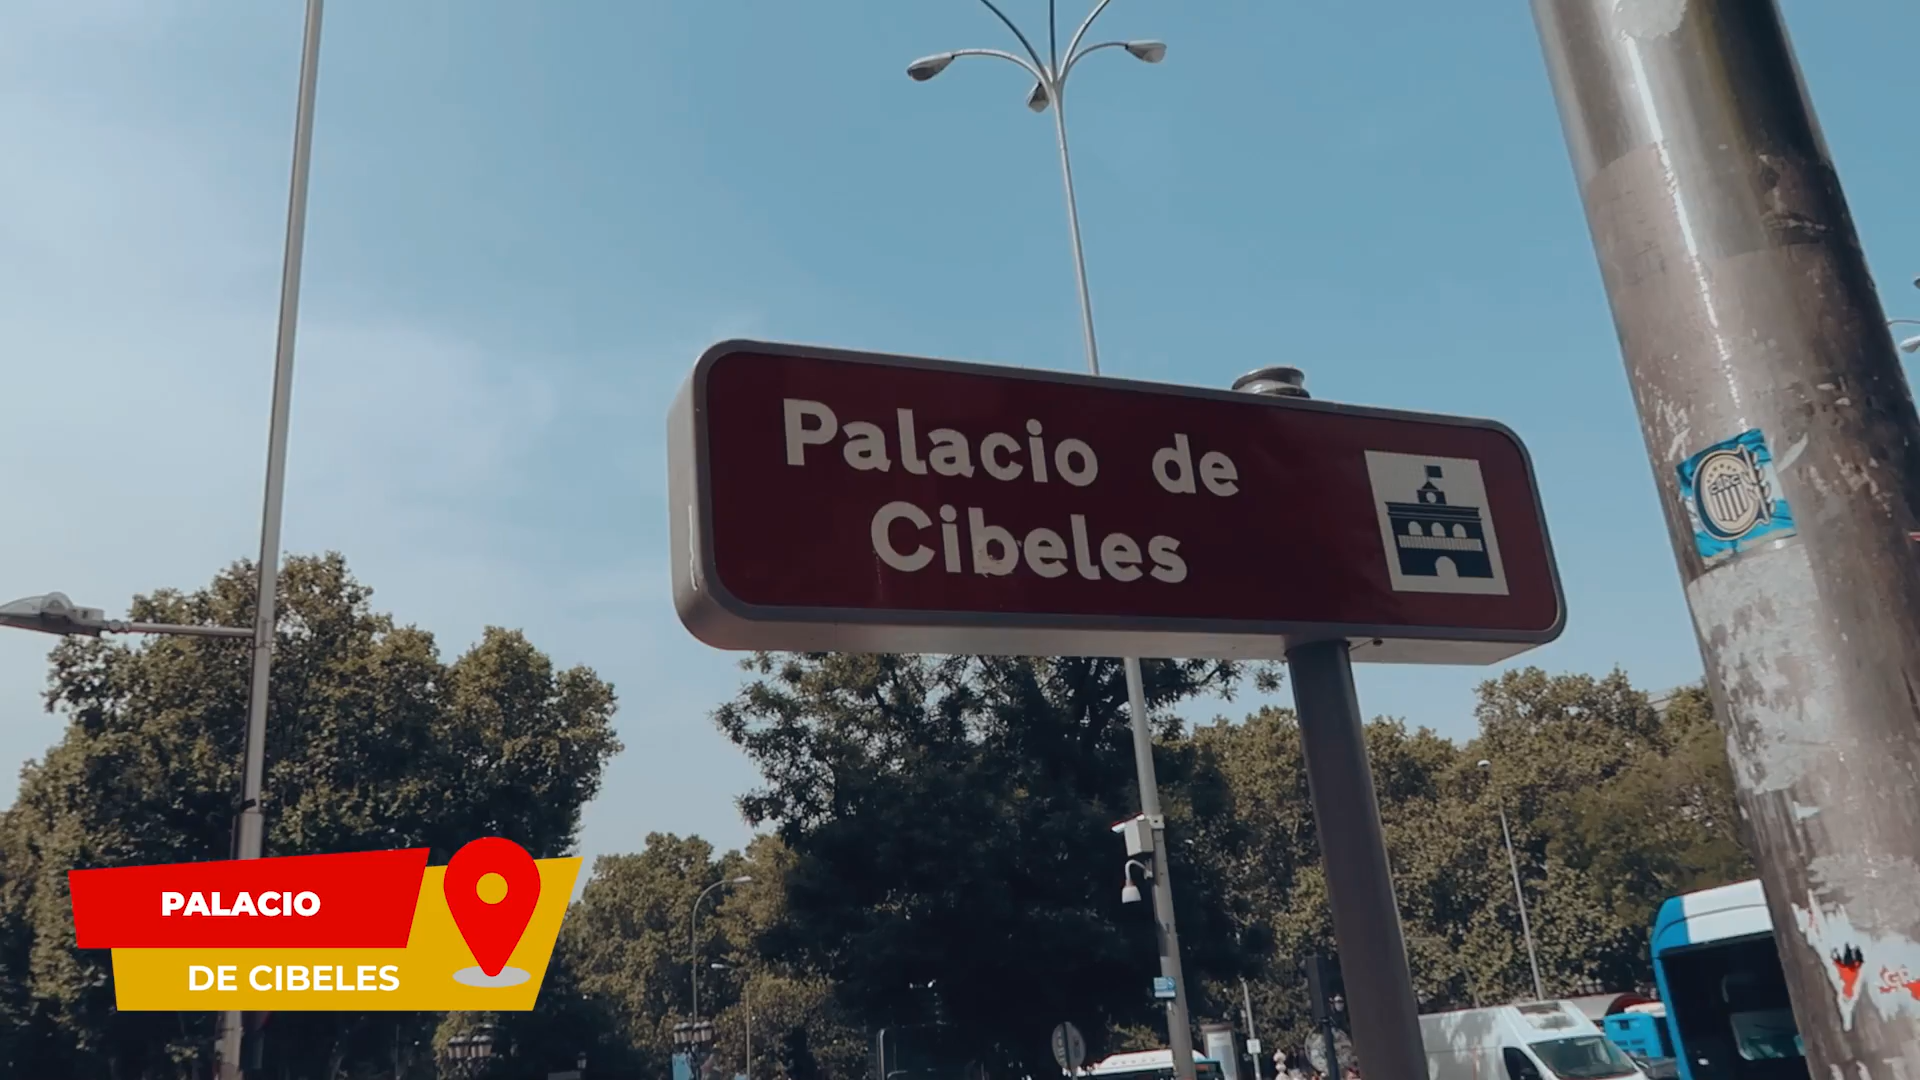 Palacio de
Cibeles
PALACIO
DE CIBELES